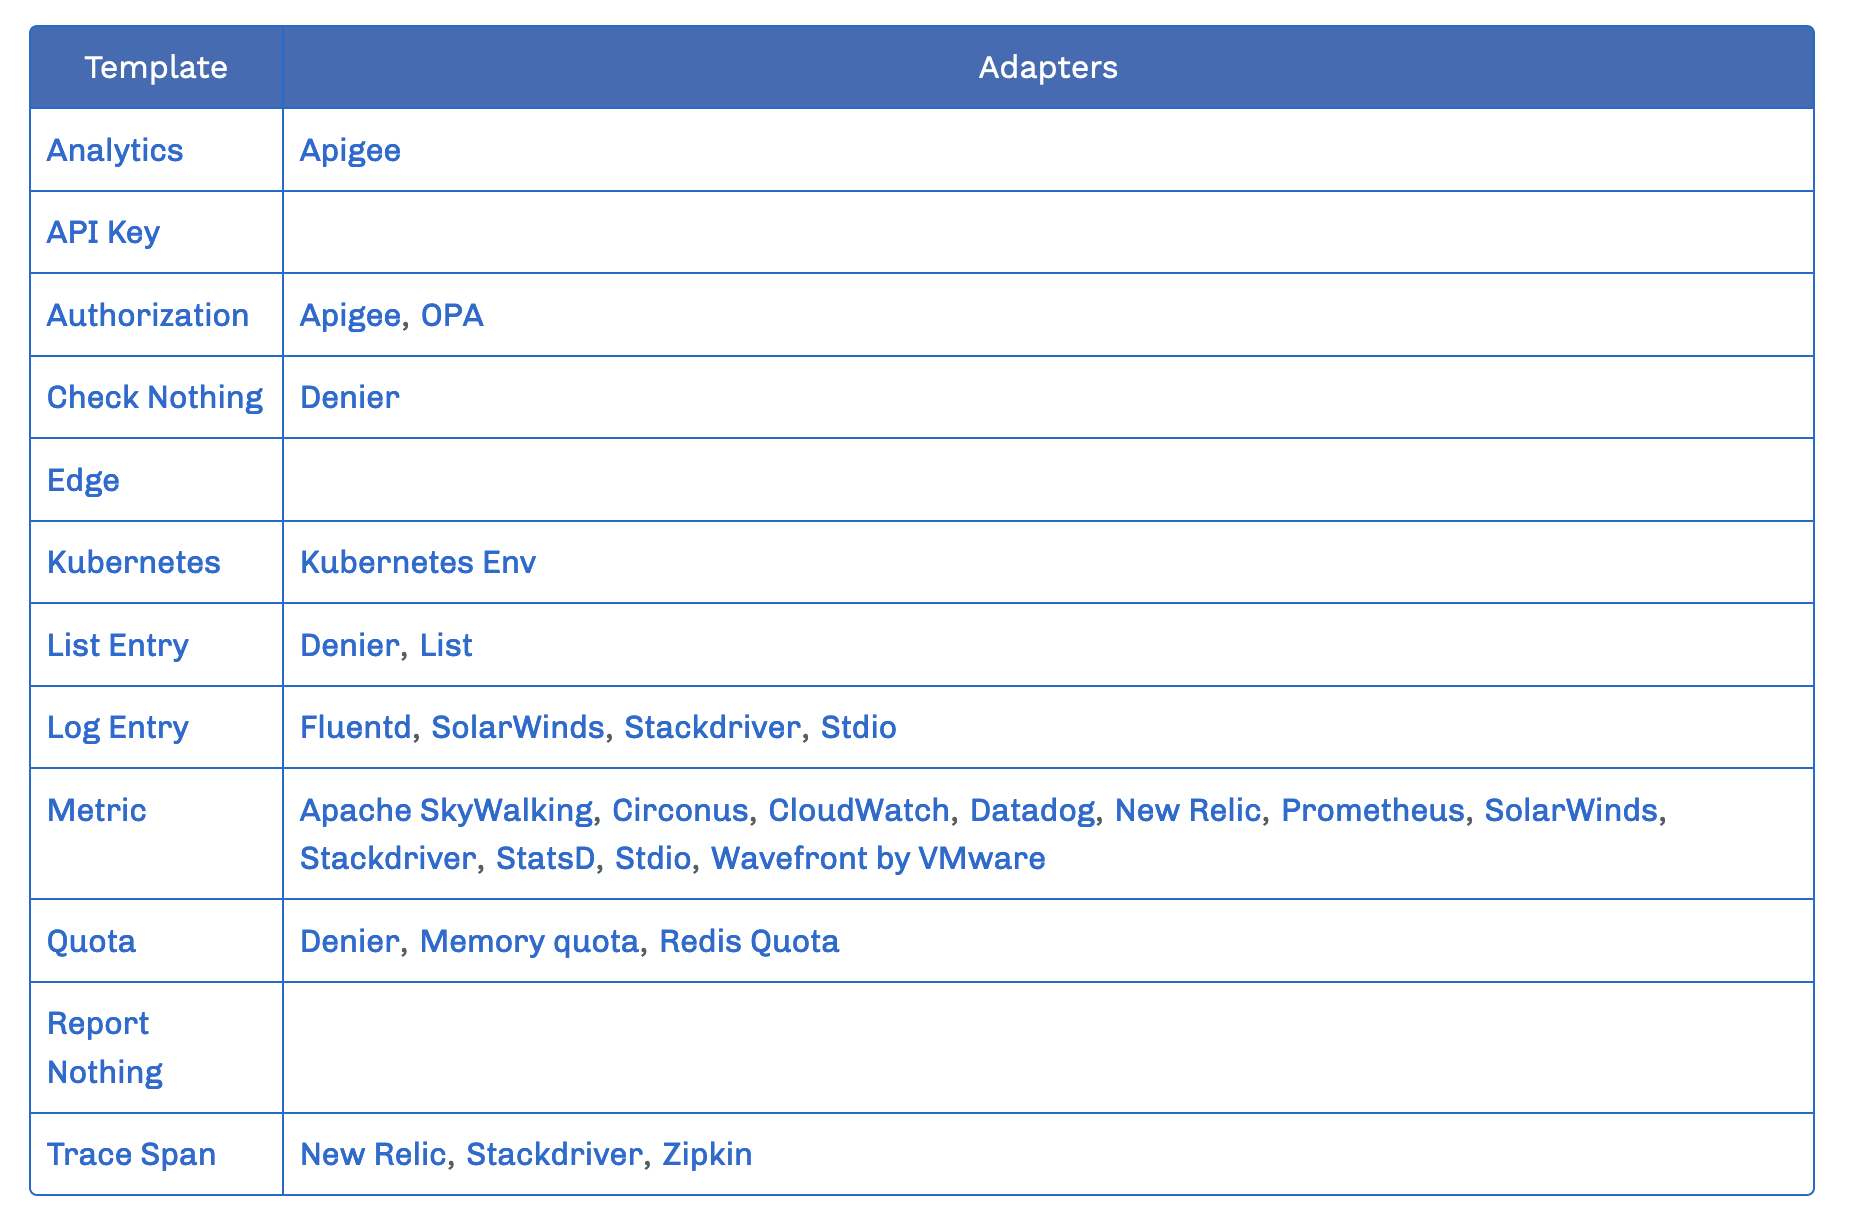 Template Adapters
Analytics Apigee
API Key
Authorization Apigee, OPA
Check Nothing Denier
Edge
Kubernetes Kubernetes Env
List Entry Denier, List
Log Entry Fluentd, SolarWinds, Stackdriver, Stdio
Metric Apache SkyWalking, Circonus, CloudWatch, Datadog, New Relic, Prometheus, SolarWinds,
Stackdriver, StatsD, Stdio, Wavefront by VMware
Quota Denier, Memory quota, Redis Quota
Report
Nothing
Trace Span New Relic, Stackdriver, Zipkin